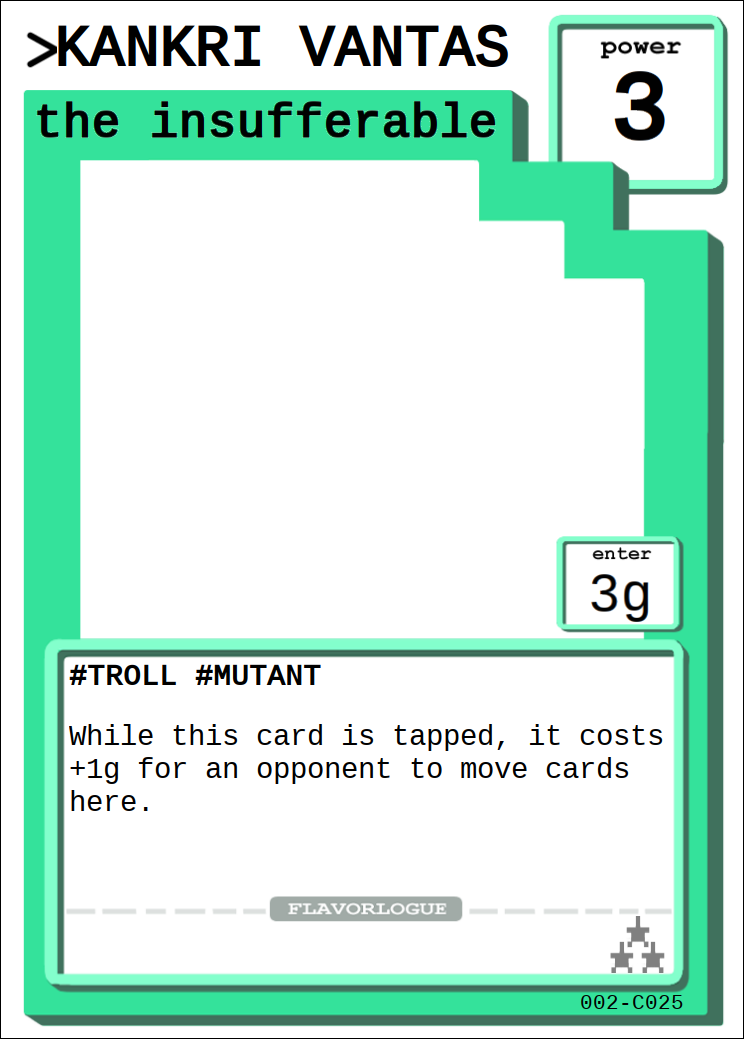 >KANKRI VANTAS
power
3
the insufferable
enter
3g
#TROLL #MUTANT
While this card is tapped, it costs
+1g for an opponent to move cards
here.
FLAVORLOGUE
002-C025